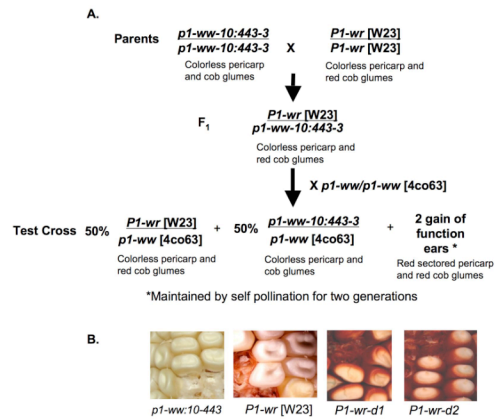 A.
Parents
p1-ww-10:443-3
p1-ww-10:443-3
X
P1-wr [W23]
P1-wr [W23]
Colorless pericarp
and cob glumes
Colorless pericarp and
red cob glumes
F1
P1-wr [W23]
p1-ww-10:443-3
Colorless pericarp and
red cob glumes
X p1-ww/p1-ww [4co63]
Test Cross
50%
P1-wr [W23]
p1-ww [4co63]
Colorless pericarp and
red cob glumes
+
50%
p1-ww-10:443-3
p1-ww [4co63]
Colorless pericarp and
cob glumes
+
2 gain of
function
ears *
Red sectored pericarp
and red cob glumes
*Maintained by self pollination for two generations
B.
p1-ww:10-443
P1-wr [W23]
P1-wr-d1
P1-wr-d2